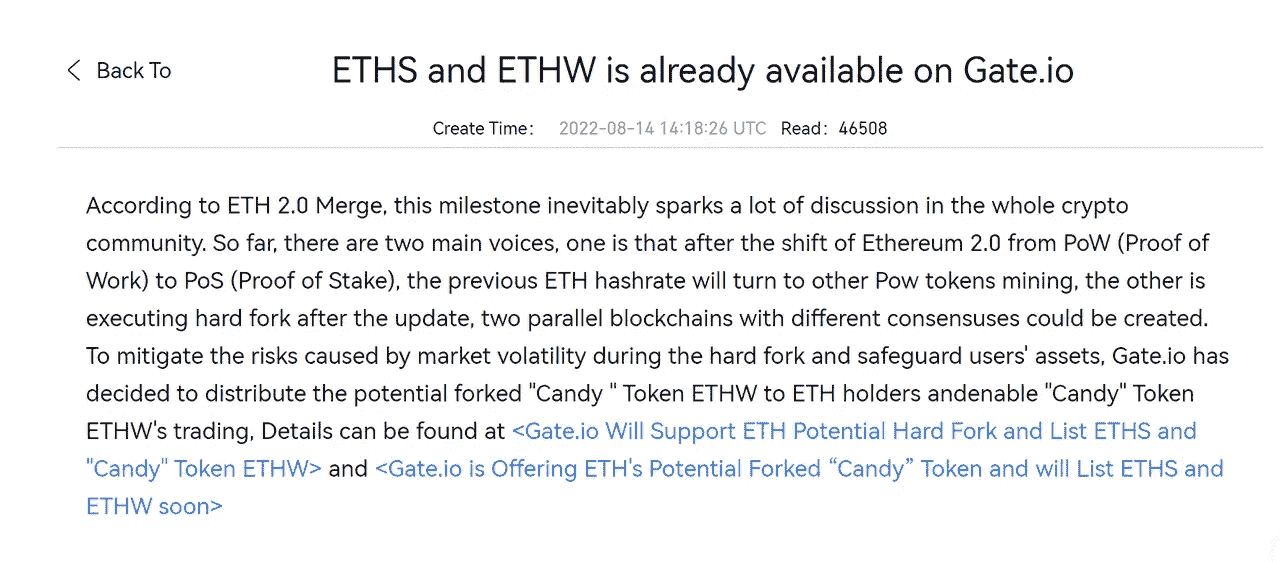 Back To
ETHS and ETHW is already available on Gate.io
Create Time： 2022-08-14 14:18:26 UTC Read：46508
According to ETH 2.0 Merge, this milestone inevitably sparks a lot of discussion in the whole crypto
community. So far, there are two main voices, one is that after the shift of Ethereum 2.0 from PoW (Proof of
Work) to PoS (Proof of Stake), the previous ETH hashrate will turn to other Pow tokens mining, the other is
executing hard fork after the update, two parallel blockchains with different consensuses could be created.
To mitigate the risks caused by market volatility during the hard fork and safeguard users' assets, Gate.io has
decided to distribute the potential forked "Candy " Token ETHW to ETH holders andenable "Candy" Token
ETHW's trading, Details can be found at <Gate.io Will Support ETH Potential Hard Fork and List ETHS and
"Candy" Token ETHW> and <Gate.io is Offering ETH's Potential Forked “Candy” Token and will List ETHS and
ETHW soon>